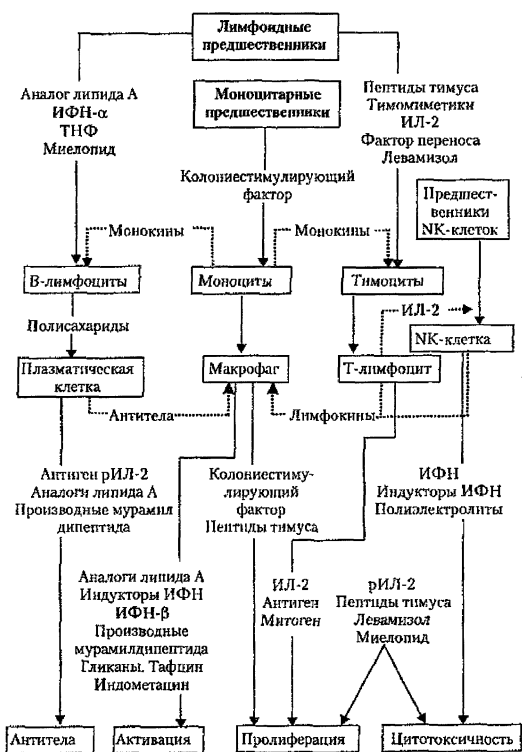 Лимфоидные
предшественники
Аналог липида А
ИФН-α
ТНФ
Миелопид
Моноцитарные
предшественники
Пептиды тимуса
Тимомиметики
ИЛ-2
Фактор переноса
Левамизол
Колониестимулирующий
фактор
Предшест-
венники
NK-клеток
Монокины
Монокины
В-лимфоциты
Моноциты
Тимоциты
ИЛ-2
Полисахариды
NK-клетка
Плазматическая
клетка
Макрофаг
Т-лимфоцит
Антитела
Лимфокины
Антиген рИЛ-2
Аналоги липида А
Производные мурамил
дипептида
Колониестиму-
лирующий
фактор
Пептиды тимуса
ИФН
Индукторы ИФН
Полиэлектролиты
Аналоги липида А
Индукторы ИФН
ИФН-β
Производные
мурамилдипептида
Гликаны. Тафцин
Индометацин
ИЛ-2
Антиген
Митоген
рИЛ-2
Пептиды тимуса
Левамизол
Миелопид
Антитела
Активация
Пролиферация
Цитотоксичность